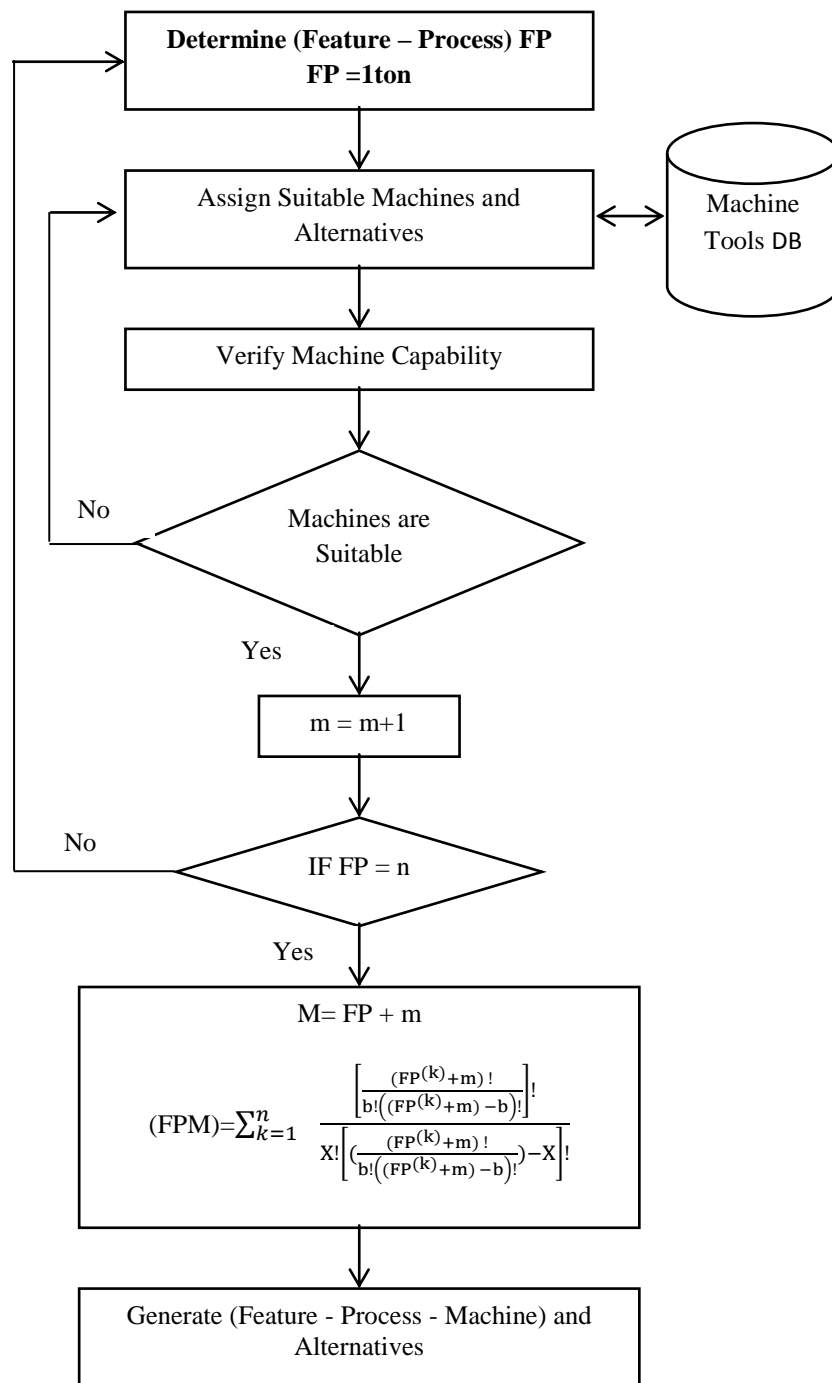 Determine (Feature – Process) FP
FP =1ton
Assign Suitable Machines and
Alternatives
Machine
Tools DB
Verify Machine Capability
No
Machines are
Suitable
Yes
m = m+1
No
IF FP = n
Yes
M= FP + m
(FPM)=∑ₖ₌₁ⁿ [(FP⁽ᵏ⁾+m) ! / b!((FP⁽ᵏ⁾+m) −b)!]! / X![((FP⁽ᵏ⁾+m) ! / b!((FP⁽ᵏ⁾+m) −b)!)−X]!
Generate (Feature - Process - Machine) and
Alternatives